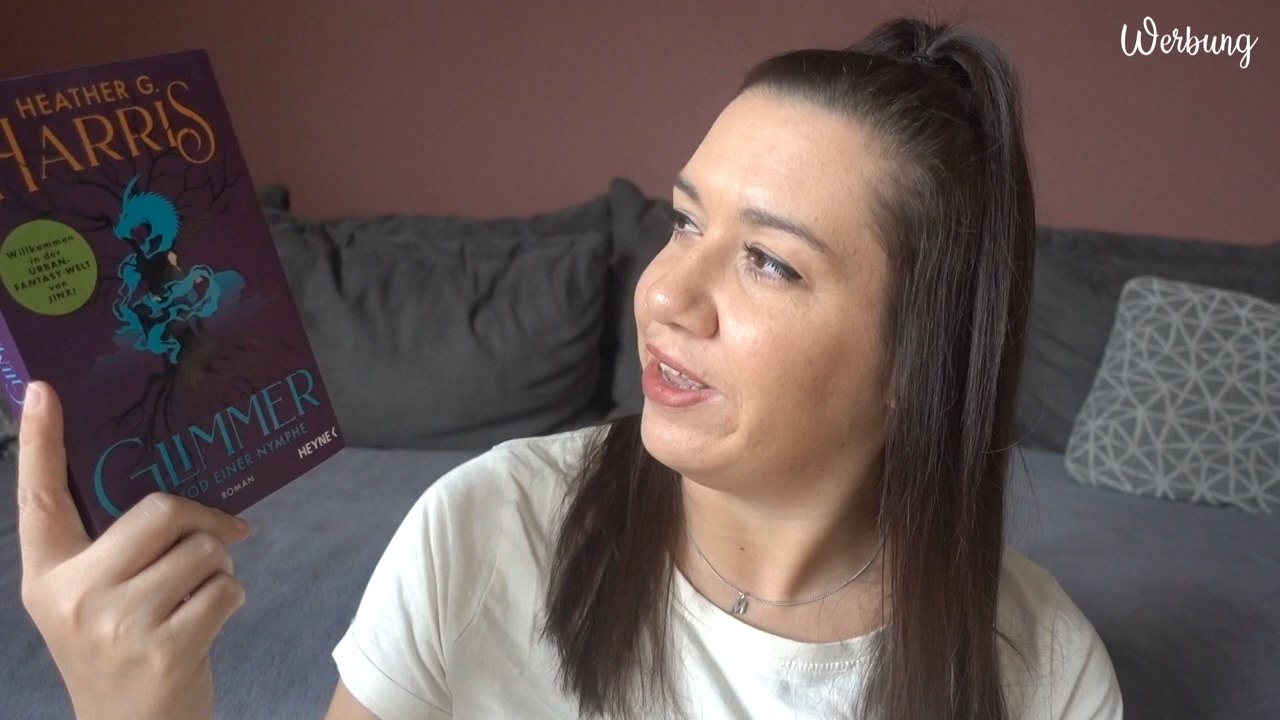 Werbung
HEATHER G.
HARRIS
Willkommen
in der
URBAN-
FANTASY-WELT
von
JINX!
GLIMMER
TOD EINER NYMPHE
HEYNE
ROMAN